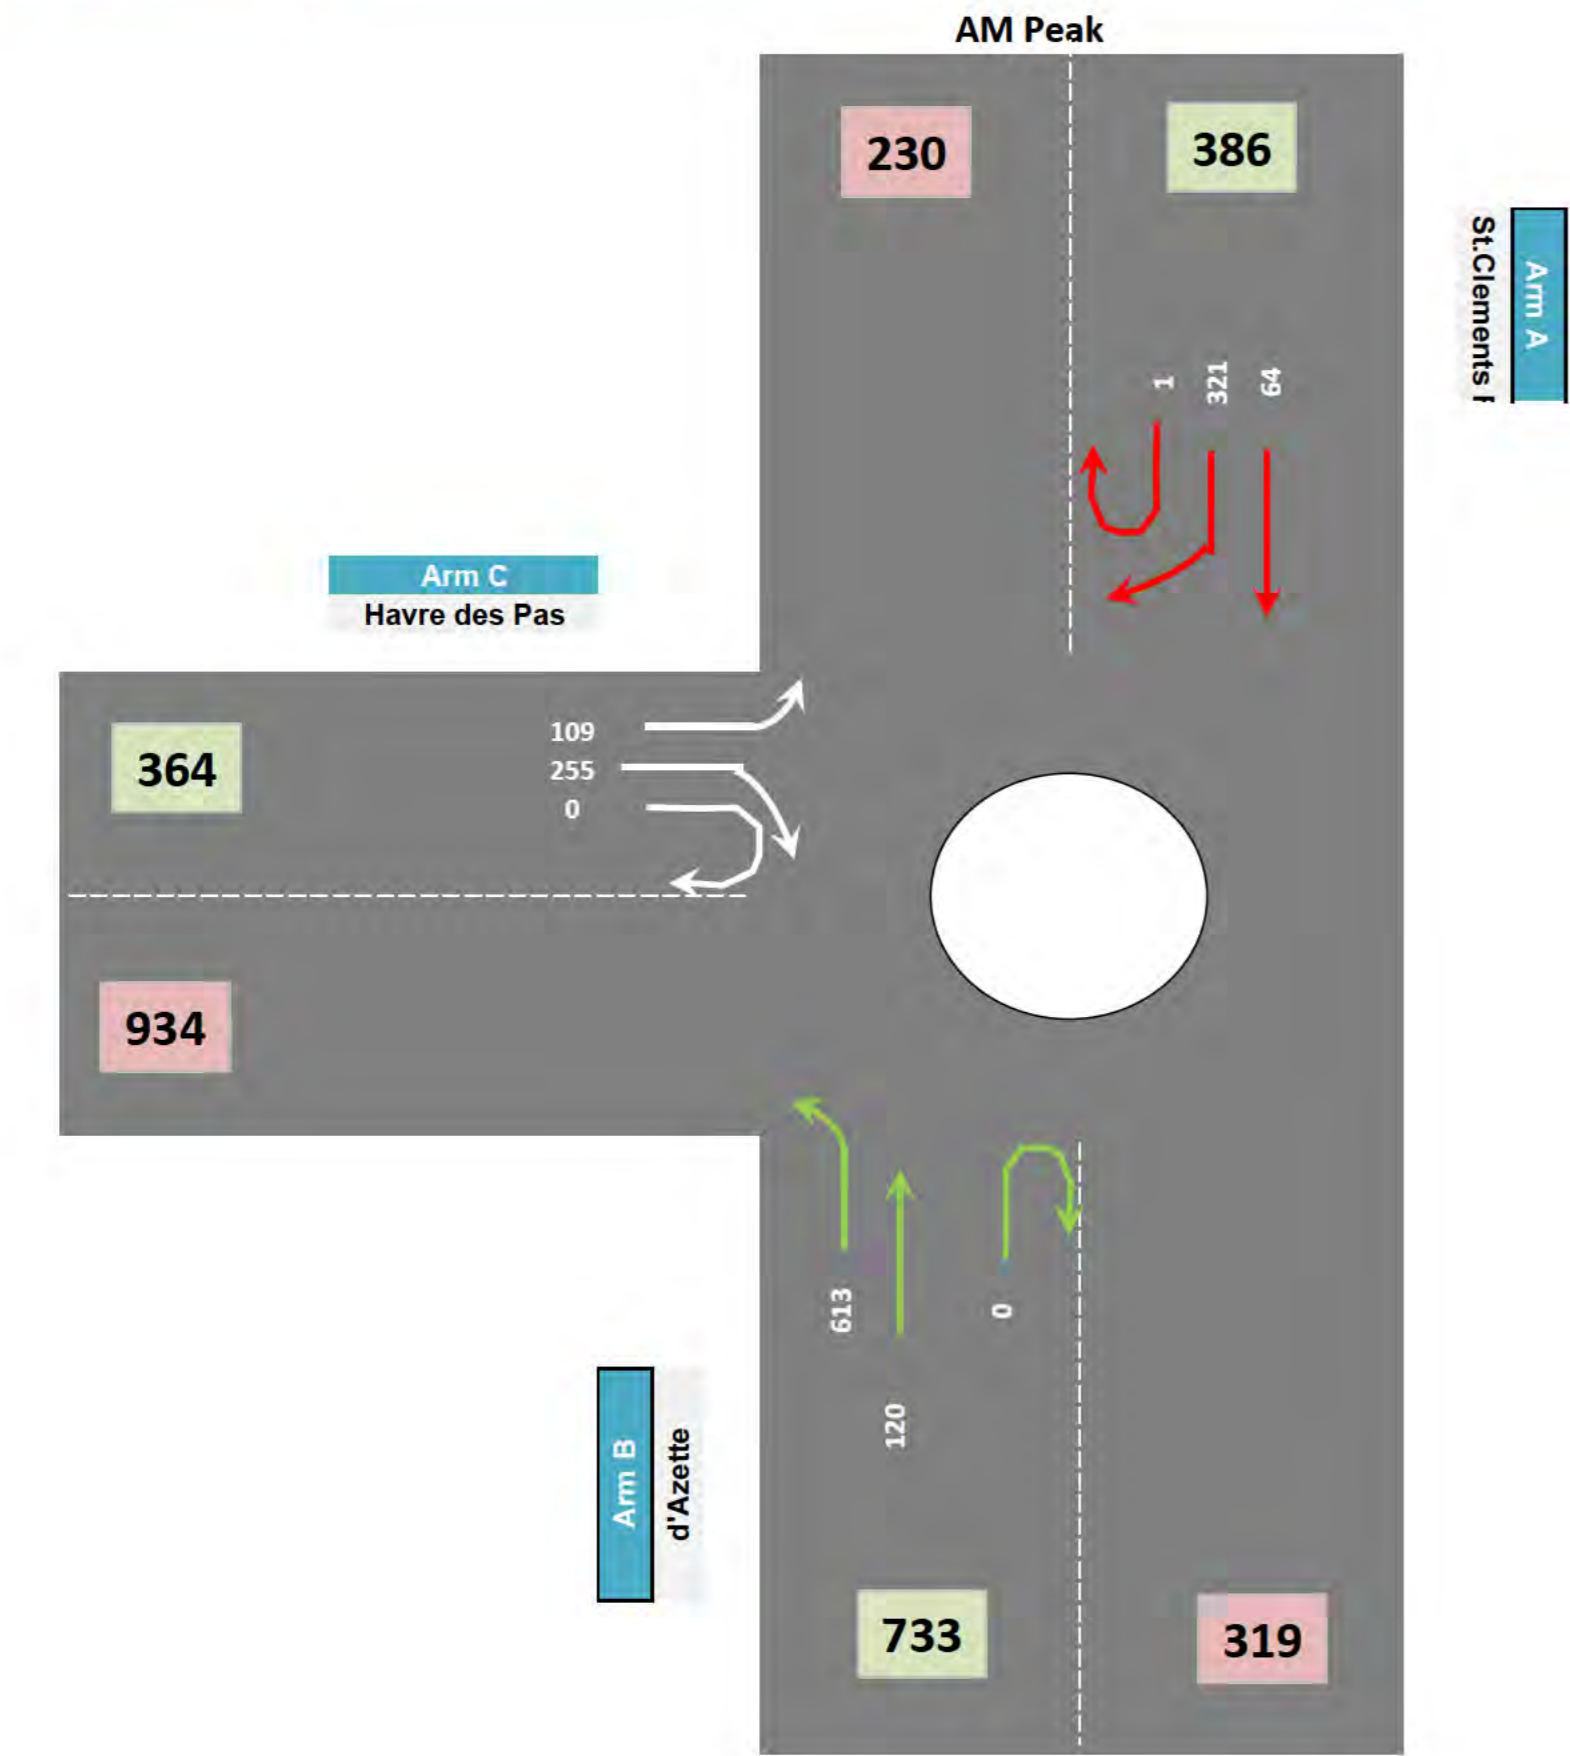 AM Peak
230
386
Arm A
St.Clements
1
321
64
Arm C
Havre des Pas
109
255
0
364
934
613
120
0
Arm B
d'Azette
733
319